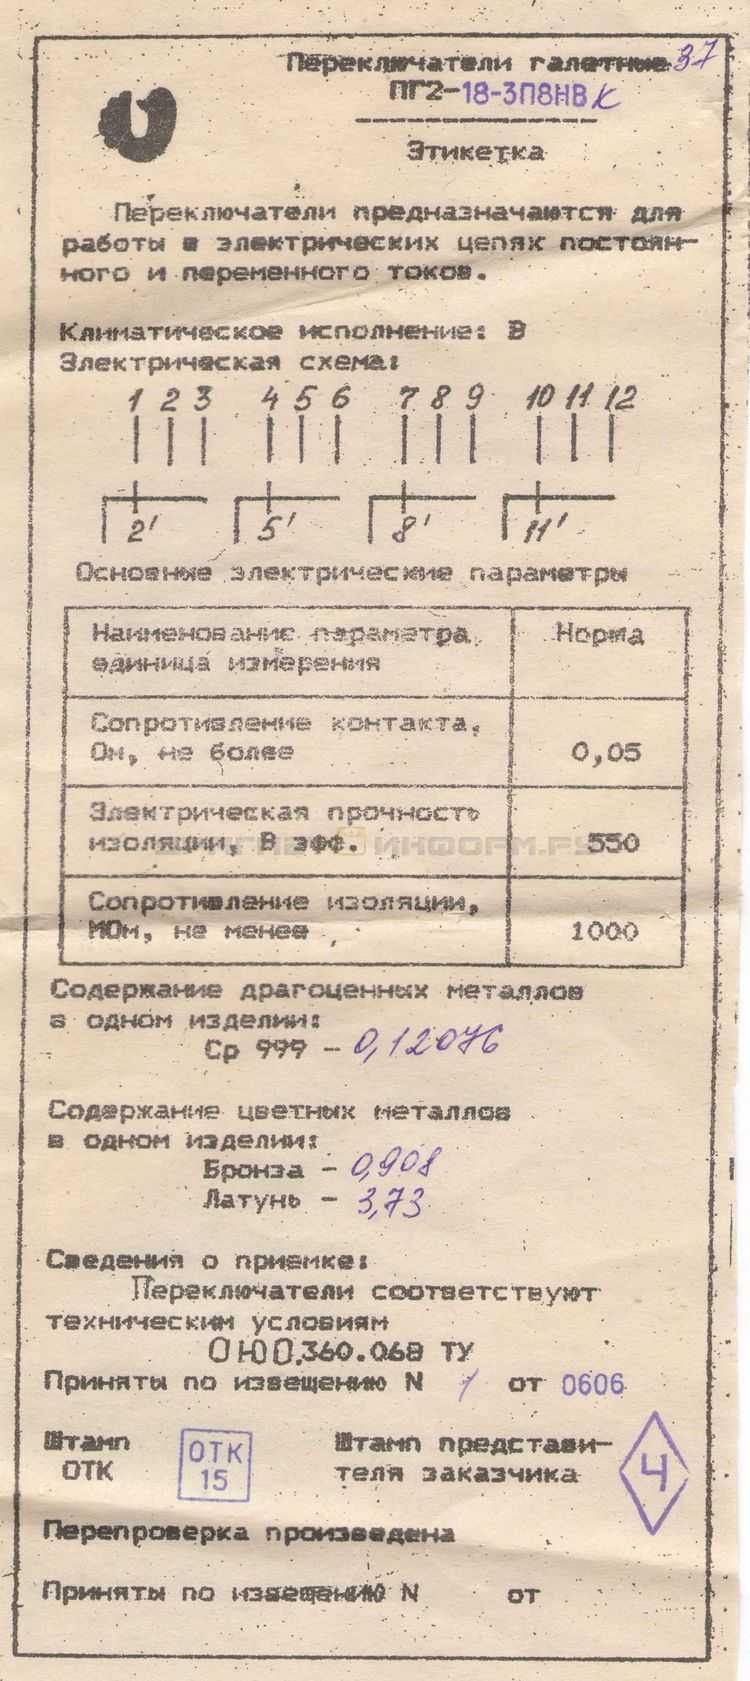 Переключатели галетные 37
ПГ2-18-3П8НВК
Этикетка
Переключатели предназначаются для
работы в электрических цепях постоян-
ного и переменного токов.
Климатическое исполнение: В
Электрическая схема:
1 2 3 4 5 6 7 8 9 10 11 12
2' 5' 8' 11'
Основные электрические параметры
Наименование параметра, Норма
единица измерения
Сопротивление контакта,
Ом, не более 0,05
Электрическая прочность
изоляции, В эфф. 550
Сопротивление изоляции,
МОм, не менее 1000
Содержание драгоценных металлов
в одном изделии:
Ср 999 - 0,12076
Содержание цветных металлов
в одном изделии:
Бронза - 0,908
Латунь - 3,73
Сведения о приемке:
Переключатели соответствуют
техническим условиям
ОЮ0.360.068 ТУ
Приняты по извещению N 1 от 0606
Штамп ОТК Штамп представи- Ч
ОТК 15 теля заказчика
Перепроверка произведена
Приняты по извещению N от